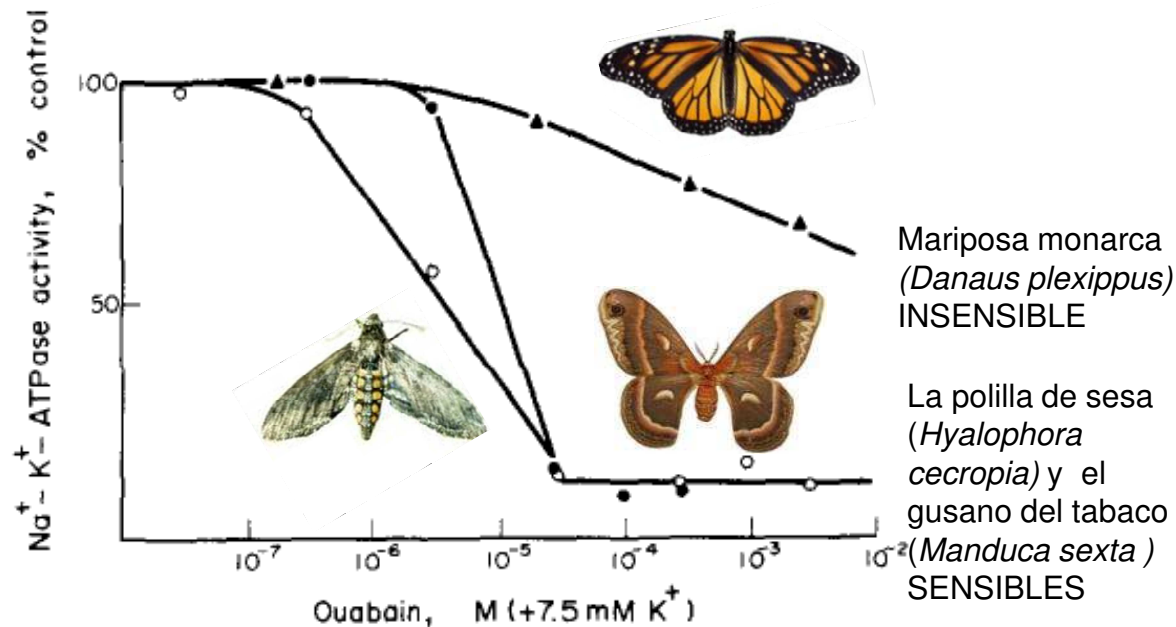 Na⁺- K⁺- ATPase activity, % control
100
50
10⁻⁷
10⁻⁶
10⁻⁵
10⁻⁴
10⁻³
10⁻²
Ouabain, M (+7.5 mM K⁺)
Mariposa monarca
(Danaus plexippus)
INSENSIBLE
La polilla de sesa
(Hyalophora
cecropia) y el
gusano del tabaco
(Manduca sexta )
SENSIBLES